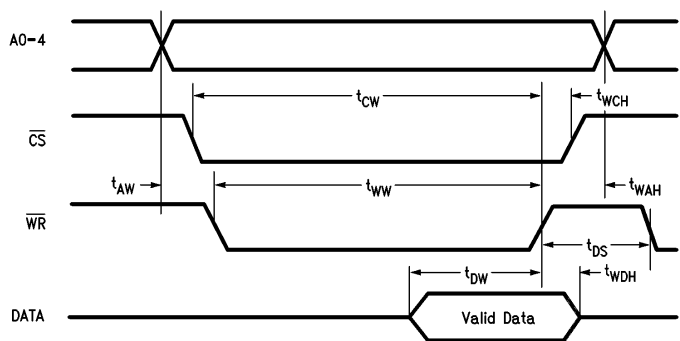 A0-4
tCW
tWCH
CS
tAW
tWW
tWAH
WR
tDS
tDW
tWDH
DATA
Valid Data